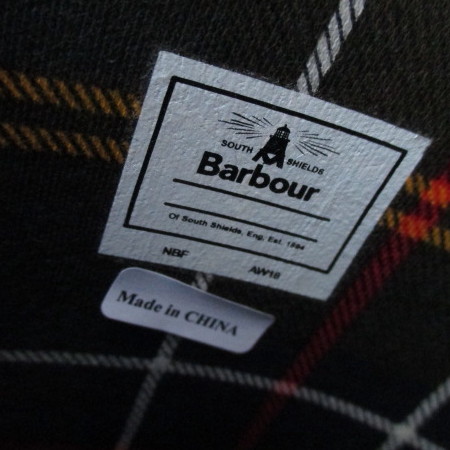 SOUTH SHIELDS
Barbour
Of South Shields, Eng. Est. 1894
NBF AW18
Made in CHINA